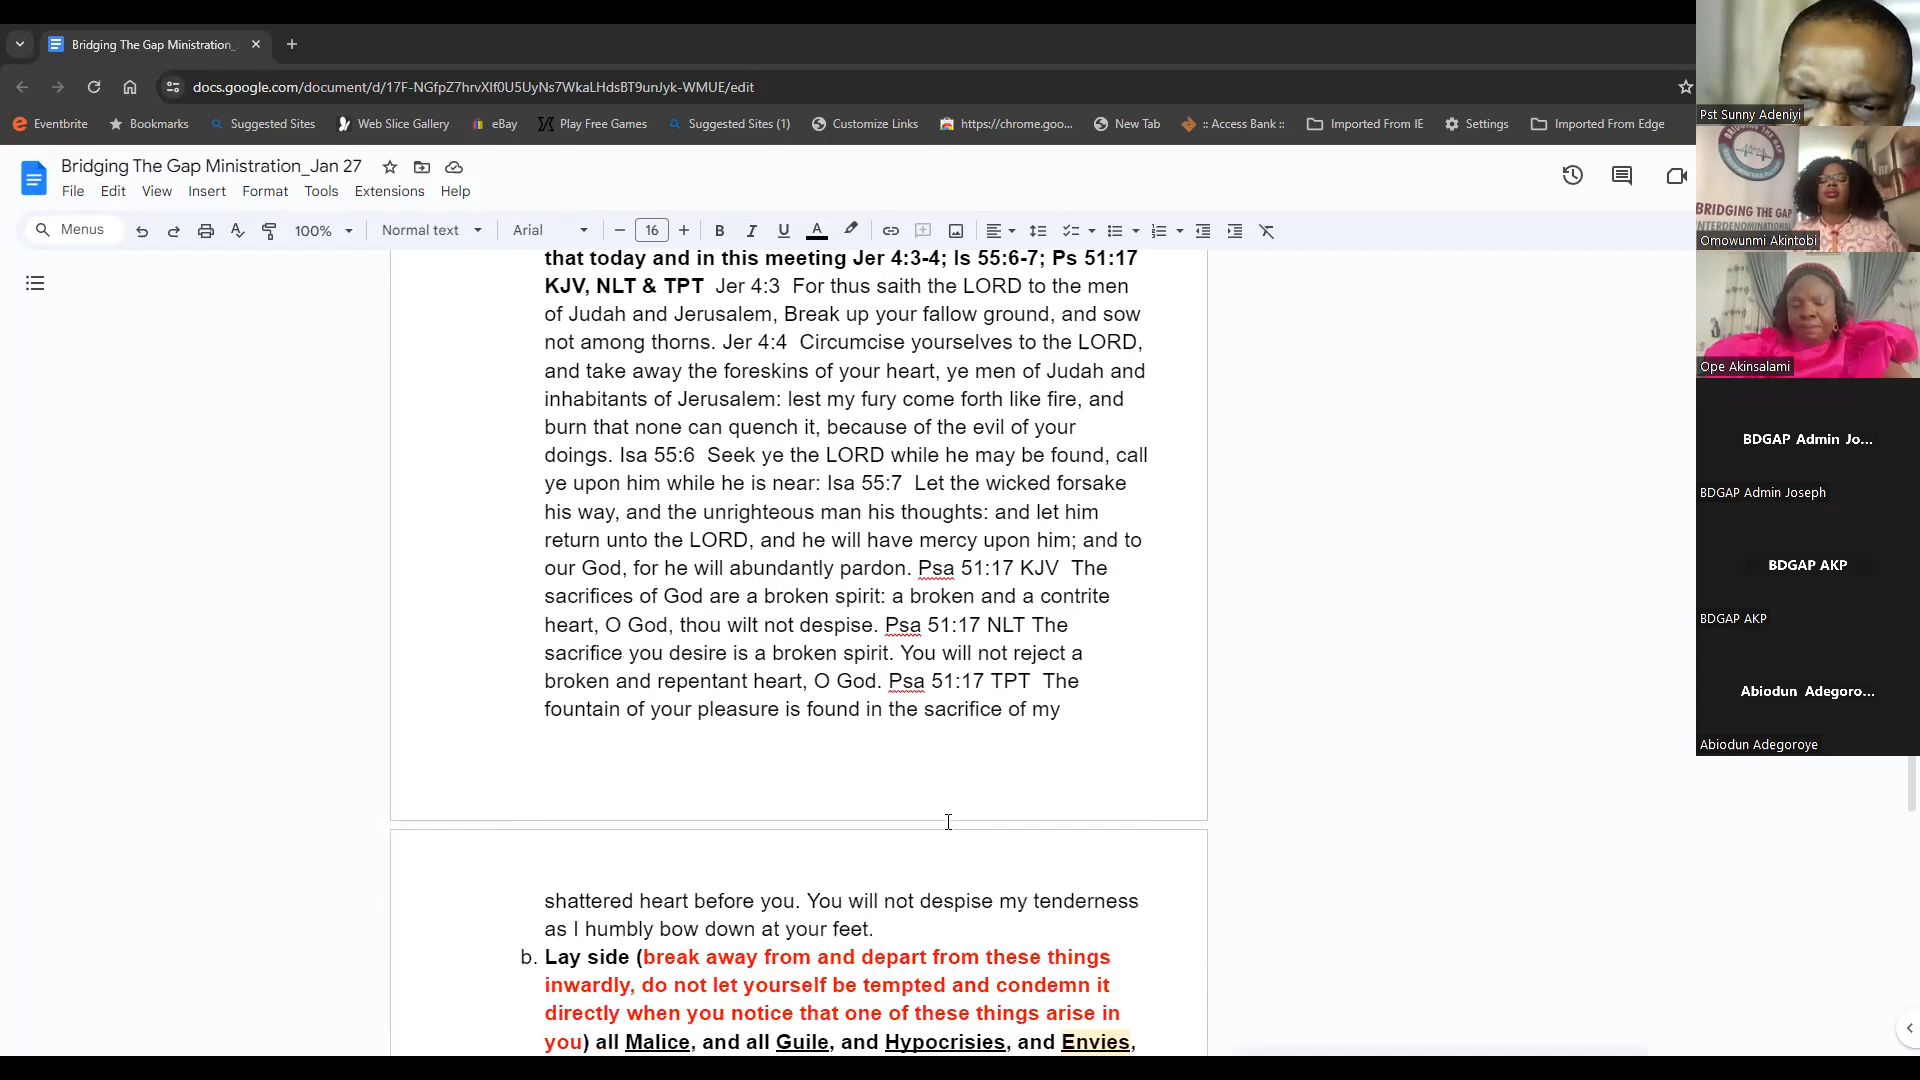 Bridging The Gap Ministration_
docs.google.com/document/d/17F-NGfpZ7hrvXIf0U5UyNs7WkaLHdsBT9unJyk-WMUE/edit
Eventbrite Bookmarks Suggested Sites Web Slice Gallery eBay Play Free Games Suggested Sites (1) Customize Links https://chrome.goo... New Tab :: Access Bank :: Imported From IE Settings Imported From Edge
Bridging The Gap Ministration_Jan 27
File Edit View Insert Format Tools Extensions Help
Menus 100% Normal text Arial 16 B I U A
that today and in this meeting Jer 4:3-4; Is 55:6-7; Ps 51:17
KJV, NLT & TPT Jer 4:3 For thus saith the LORD to the men
of Judah and Jerusalem, Break up your fallow ground, and sow
not among thorns. Jer 4:4 Circumcise yourselves to the LORD,
and take away the foreskins of your heart, ye men of Judah and
inhabitants of Jerusalem: lest my fury come forth like fire, and
burn that none can quench it, because of the evil of your
doings. Isa 55:6 Seek ye the LORD while he may be found, call
ye upon him while he is near: Isa 55:7 Let the wicked forsake
his way, and the unrighteous man his thoughts: and let him
return unto the LORD, and he will have mercy upon him; and to
our God, for he will abundantly pardon. Psa 51:17 KJV The
sacrifices of God are a broken spirit: a broken and a contrite
heart, O God, thou wilt not despise. Psa 51:17 NLT The
sacrifice you desire is a broken spirit. You will not reject a
broken and repentant heart, O God. Psa 51:17 TPT The
fountain of your pleasure is found in the sacrifice of my
shattered heart before you. You will not despise my tenderness
as I humbly bow down at your feet.
b. Lay side (break away from and depart from these things
inwardly, do not let yourself be tempted and condemn it
directly when you notice that one of these things arise in
you) all Malice, and all Guile, and Hypocrisies, and Envies,
Pst Sunny Adeniyi
BRIDGING THE GAP
INTERDENOMINATIONAL
Omowunmi Akintobi
Ope Akinsalami
BDGAP Admin Jo...
BDGAP Admin Joseph
BDGAP AKP
BDGAP AKP
Abiodun Adegoro...
Abiodun Adegoroye